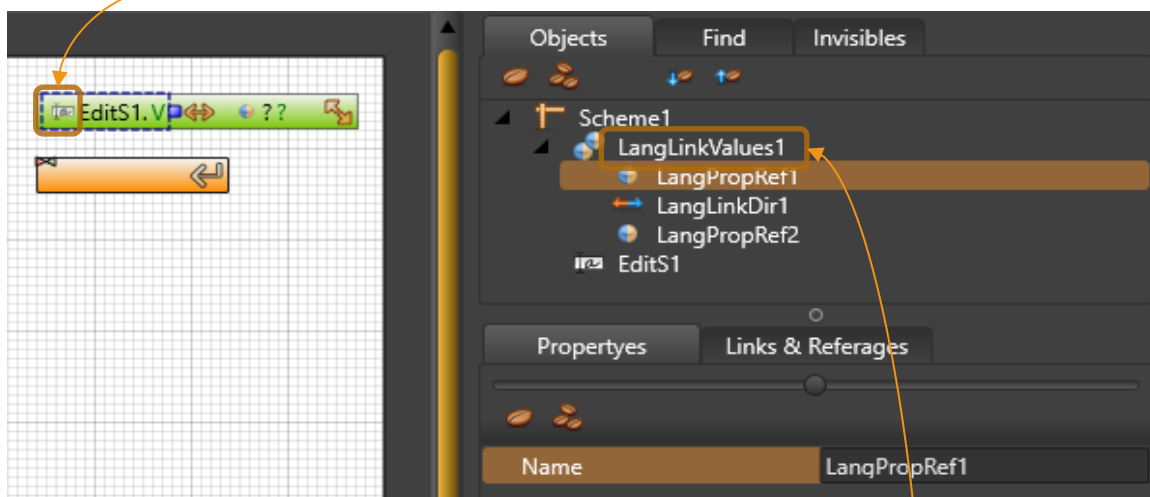 Objects Find Invisibles
EditS1.V ??
Scheme1
LangLinkValues1
LangPropRef1
LangLinkDir1
LangPropRef2
EditS1
Propertyes Links & Referages
Name LangPropRef1